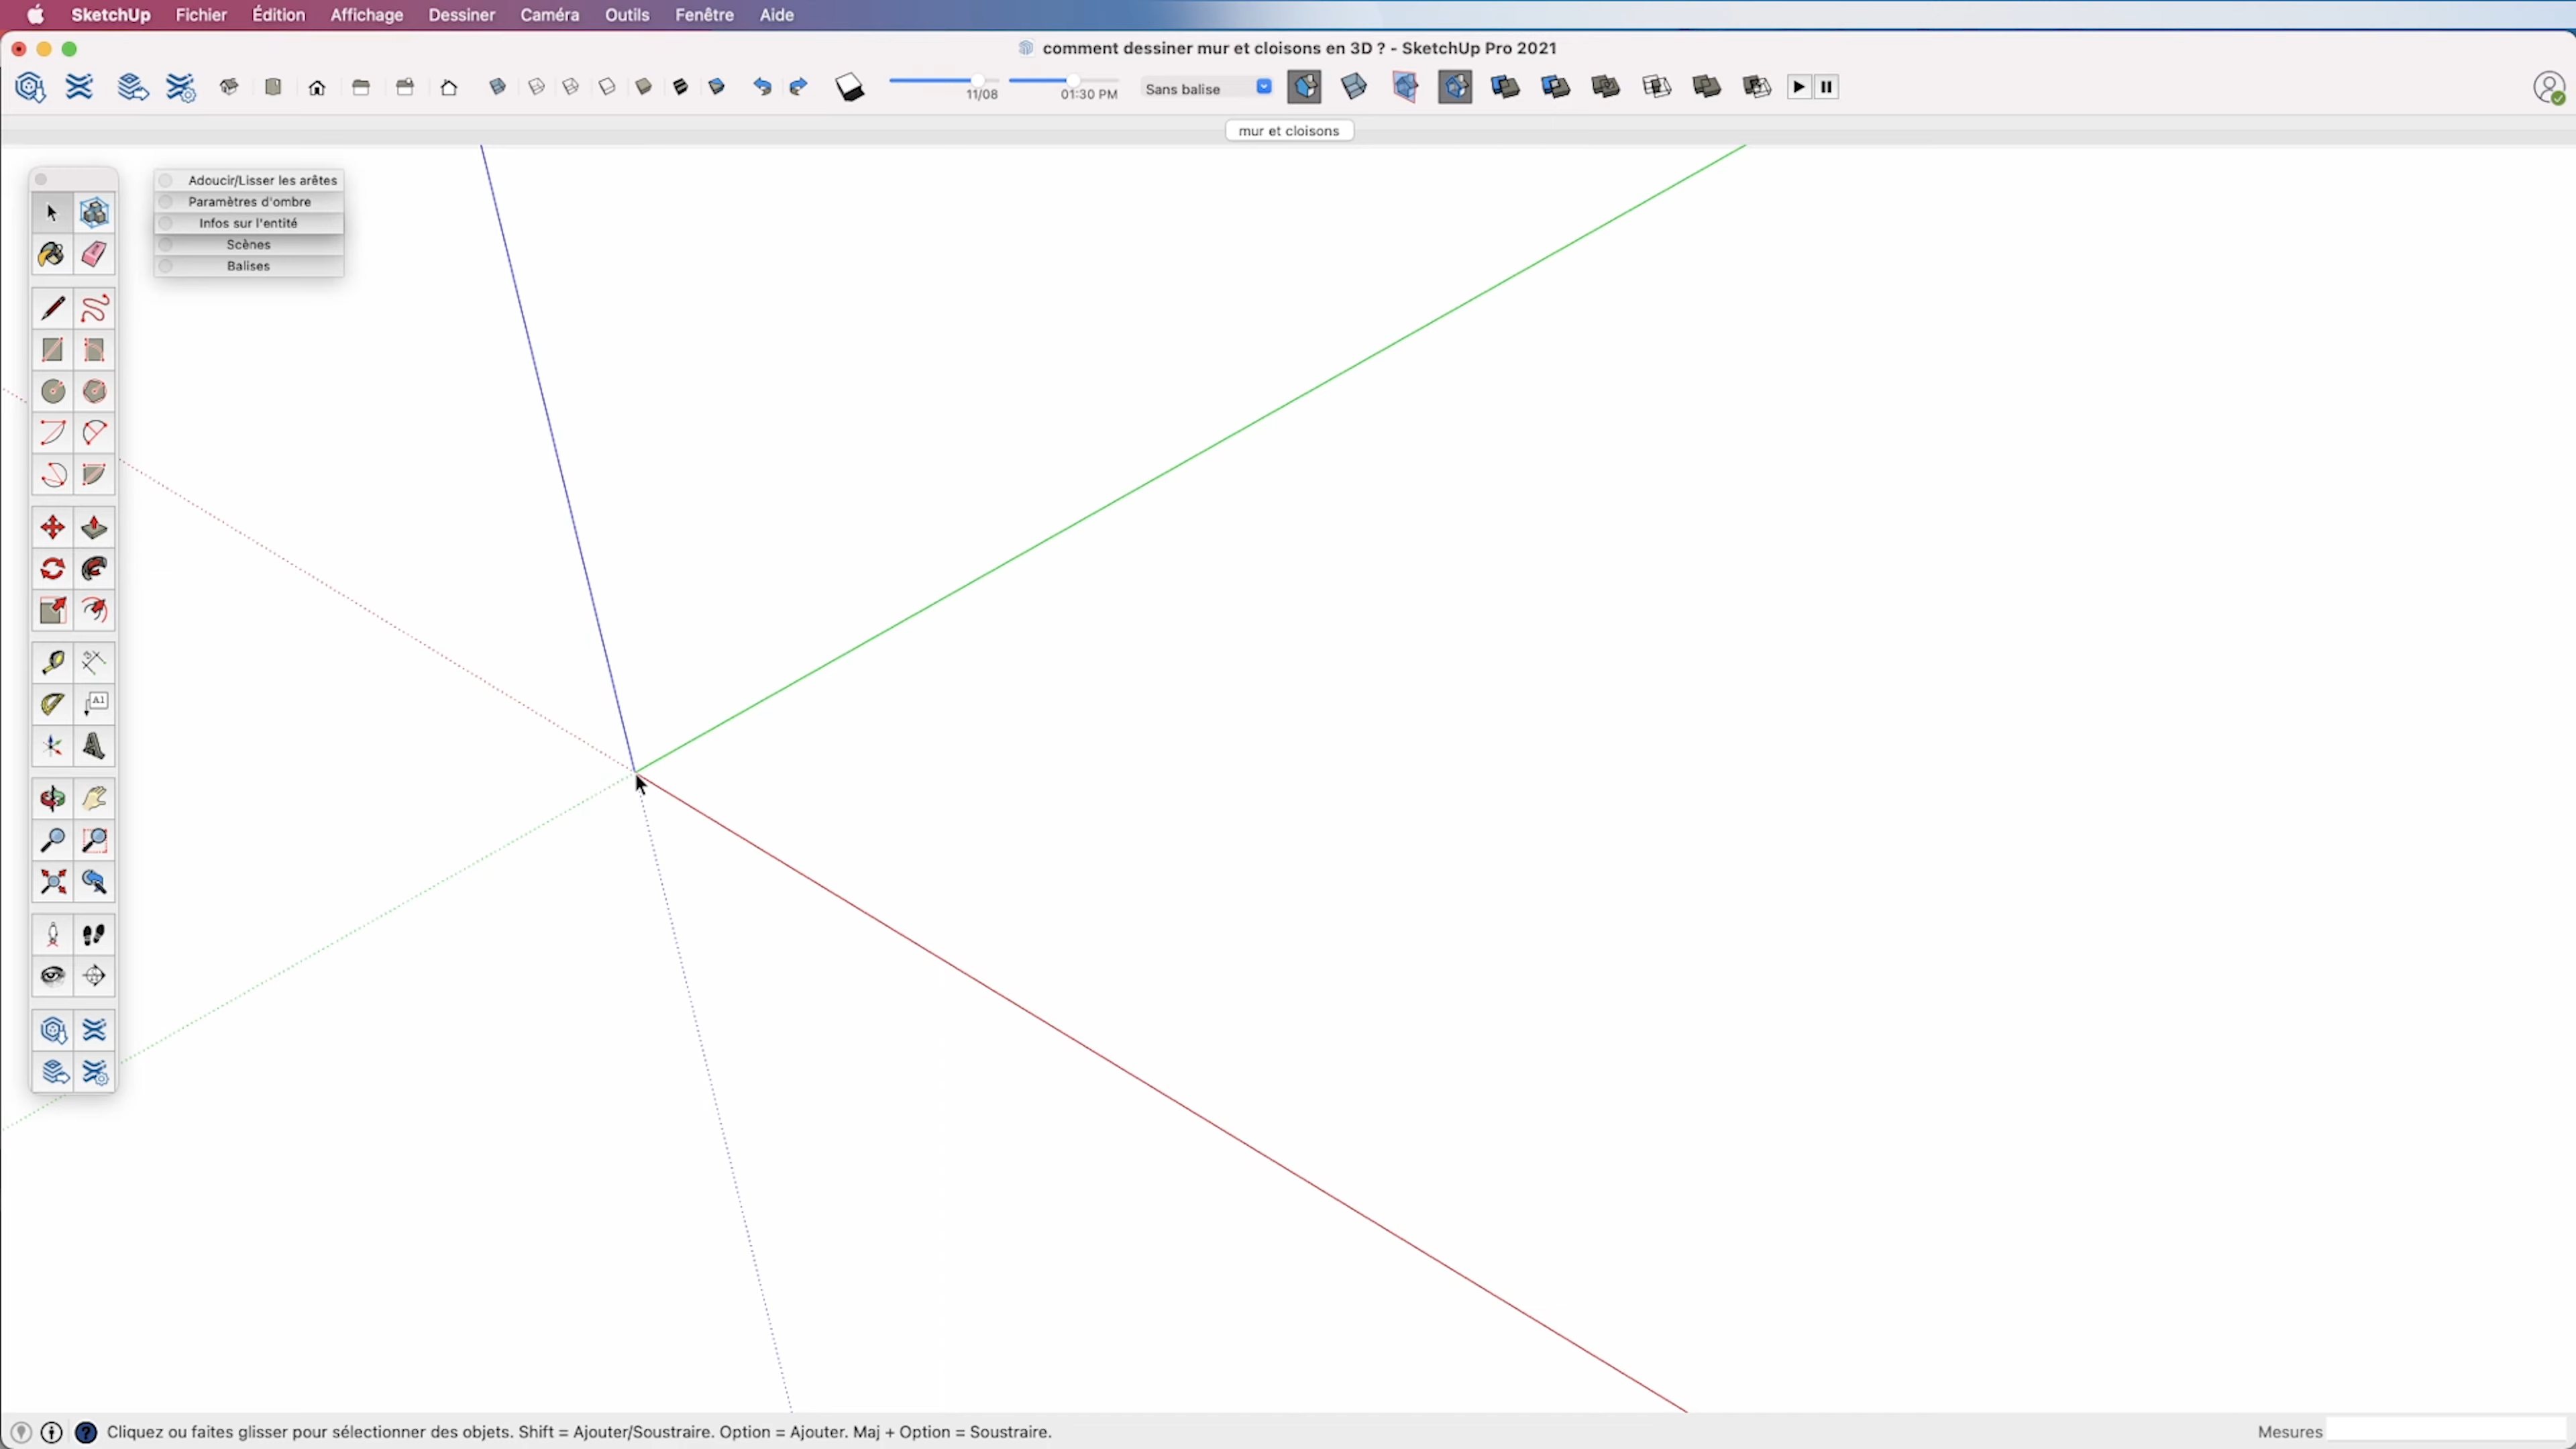 SketchUp Fichier Édition Affichage Dessiner Caméra Outils Fenêtre Aide
comment dessiner mur et cloisons en 3D ? - SketchUp Pro 2021
11/08 01:30 PM Sans balise
mur et cloisons
Adoucir/Lisser les arêtes
Paramètres d'ombre
Infos sur l'entité
Scènes
Balises
A1
Cliquez ou faites glisser pour sélectionner des objets. Shift = Ajouter/Soustraire. Option = Ajouter. Maj + Option = Soustraire. Mesures